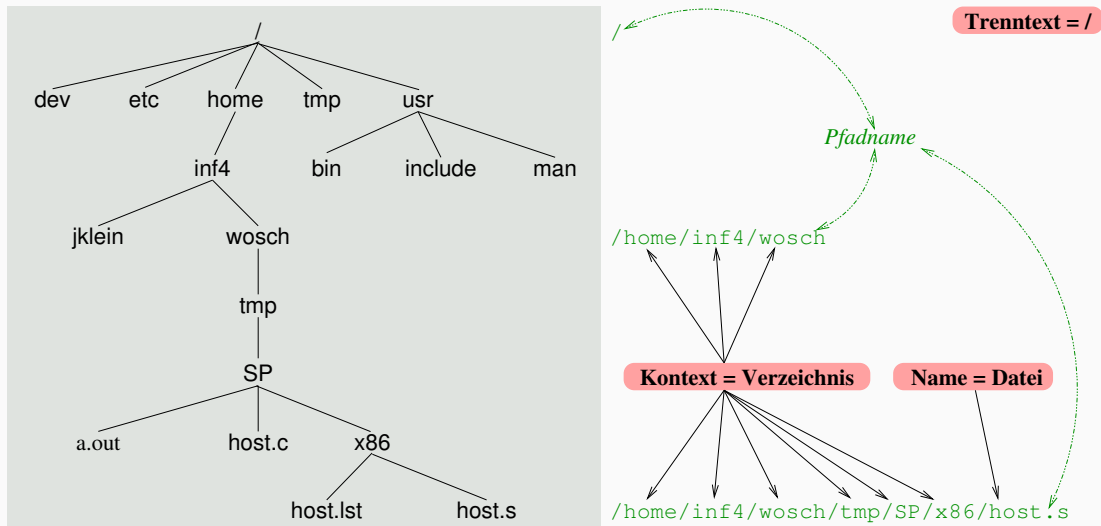 /
dev etc home tmp usr
inf4 bin include man
jklein wosch
tmp
SP
a.out host.c x86
host.lst host.s
/
Trenntext = /
Pfadname
/home/inf4/wosch
Kontext = Verzeichnis Name = Datei
/home/inf4/wosch/tmp/SP/x86/host.s